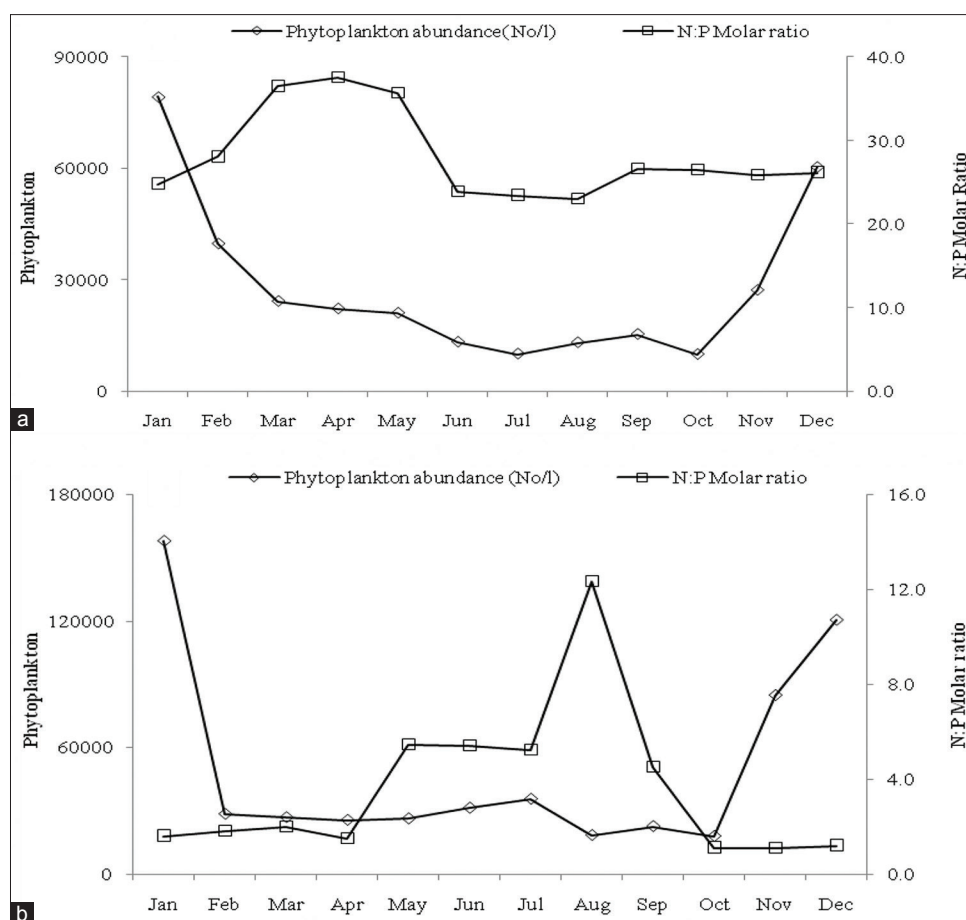 Phytoplankton abundance(No/l) N:P Molar ratio
90000
60000
30000
0
Phytoplankton
40.0
30.0
20.0
10.0
0.0
N:P Molar Ratio
Jan Feb Mar Apr May Jun Jul Aug Sep Oct Nov Dec
a
Phytoplankton abundance (No/l) N:P Molar ratio
180000
120000
60000
0
Phytoplankton
16.0
12.0
8.0
4.0
0.0
N:P Molar ratio
Jan Feb Mar Apr May Jun Jul Aug Sep Oct Nov Dec
b